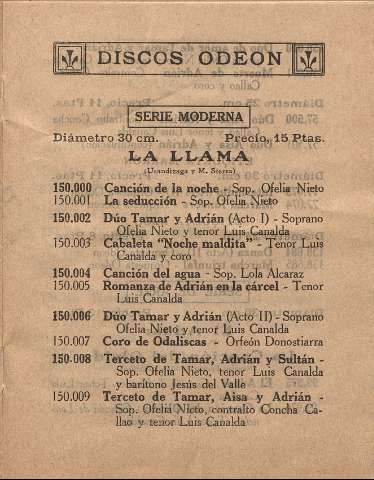 DISCOS ODEON
SERIE MODERNA
Diámetro 30 cm. Precio, 15 Ptas.
LA LLAMA
(Usandizaga y M. Sierra)
150.000 Canción de la noche - Sop. Ofelia Nieto
150.001 La seducción - Sop. Ofelia Nieto
150.002 Dúo Tamar y Adrián (Acto I) - Soprano
Ofelia Nieto y tenor Luis Canalda
150.003 Cabaleta "Noche maldita" - Tenor Luis
Canalda y coro
150.004 Canción del agua - Sop. Lola Alcaraz
150.005 Romanza de Adrián en la cárcel - Tenor
Luis Canalda
150.006 Dúo Tamar y Adrián (Acto II) - Soprano
Ofelia Nieto y tenor Luis Canalda
150.007 Coro de Odaliscas - Orfeón Donostiarra
150.008 Terceto de Tamar, Adrián y Sultán -
Sop. Ofelia Nieto, tenor Luis Canalda
y barítono Jesús del Valle
150.009 Terceto de Tamar, Aisa y Adrián -
Sop. Ofelia Nieto, contralto Concha Ca-
llao y tenor Luis Canalda